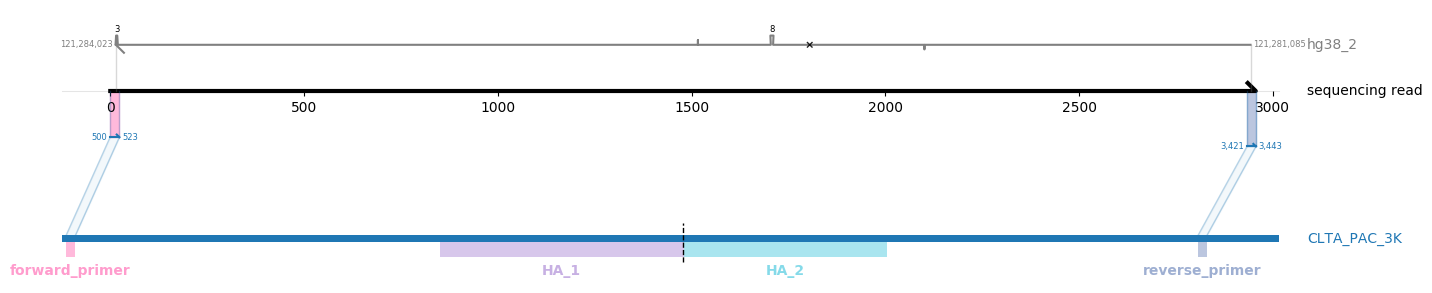 3 8
121,284,023 121,281,085 hg38_2
sequencing read
0 500 1000 1500 2000 2500 3000
500 523
3,421 3,443
CLTA_PAC_3K
forward_primer HA_1 HA_2 reverse_primer